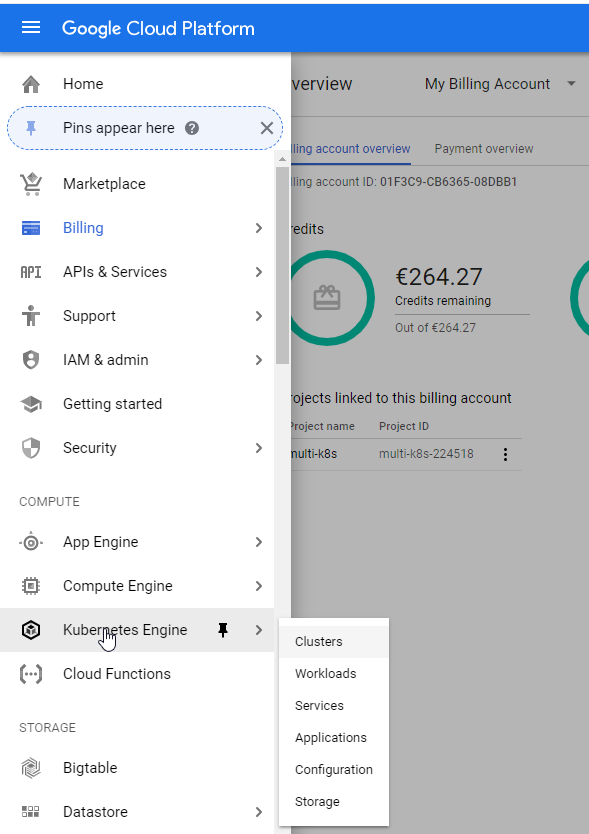 Google Cloud Platform
Home
Pins appear here
Marketplace
Billing
API APIs & Services
Support
IAM & admin
Getting started
Security
COMPUTE
App Engine
Compute Engine
Kubernetes Engine
Cloud Functions
STORAGE
Bigtable
Datastore
Clusters
Workloads
Services
Applications
Configuration
Storage
verview
My Billing Account
lling account overview
Payment overview
lling account ID: 01F3C9-CB6365-08DBB1
redits
€264.27
Credits remaining
Out of €264.27
rojects linked to this billing account
Project name Project ID
multi-k8s multi-k8s-224518